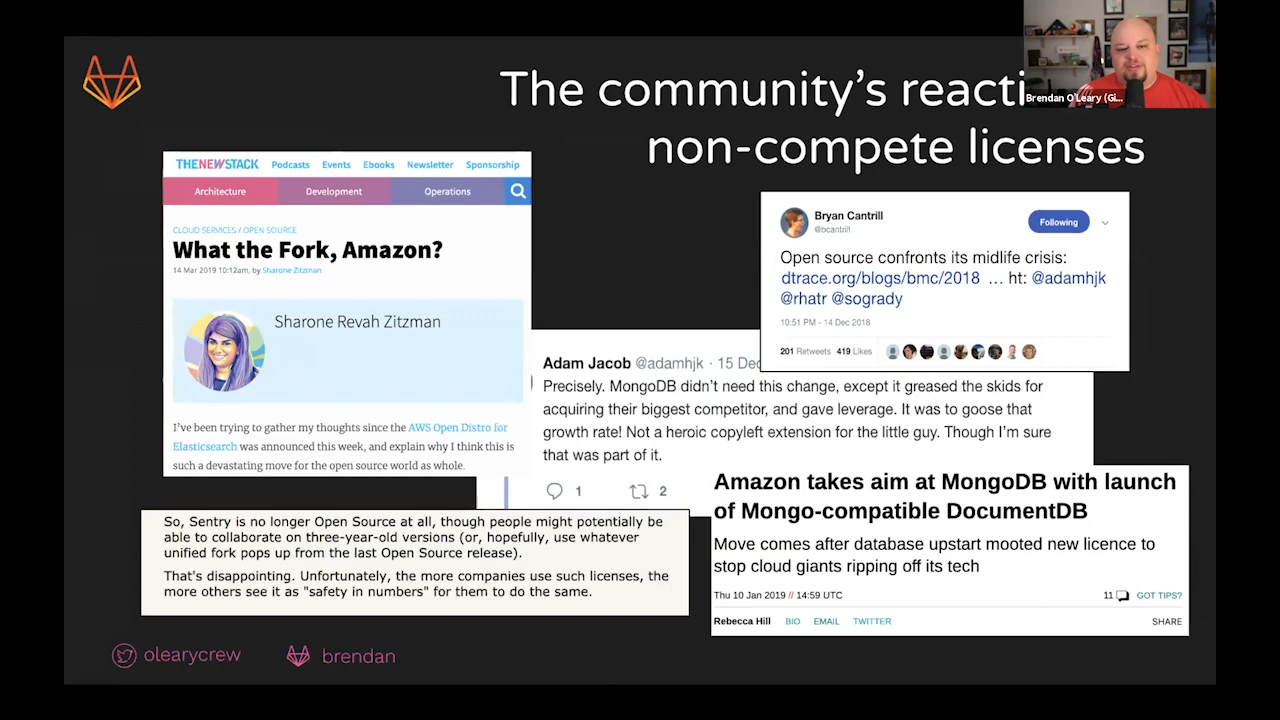 The community's reacti
non-compete licenses
Brendan O'Leary (Gi...
THENEWSTACK Podcasts Events Ebooks Newsletter Sponsorship
Architecture Development Operations
CLOUD SERVICES / OPEN SOURCE
What the Fork, Amazon?
14 Mar 2019 10:12am, by Sharone Zitzman
Sharone Revah Zitzman
I've been trying to gather my thoughts since the AWS Open Distro for
Elasticsearch was announced this week, and explain why I think this is
such a devastating move for the open source world as whole.
Bryan Cantrill
@bcantrill
Following
Open source confronts its midlife crisis:
dtrace.org/blogs/bmc/2018 ... ht: @adamhjk
@rhatr @sogrady
10:51 PM - 14 Dec 2018
201 Retweets 419 Likes
Adam Jacob @adamhjk · 15 Dec
Precisely. MongoDB didn't need this change, except it greased the skids for
acquiring their biggest competitor, and gave leverage. It was to goose that
growth rate! Not a heroic copyleft extension for the little guy. Though I'm sure
that was part of it.
1 2
Amazon takes aim at MongoDB with launch
of Mongo-compatible DocumentDB
Move comes after database upstart mooted new licence to
stop cloud giants ripping off its tech
Thu 10 Jan 2019 // 14:59 UTC
11 GOT TIPS?
Rebecca Hill BIO EMAIL TWITTER SHARE
So, Sentry is no longer Open Source at all, though people might potentially be
able to collaborate on three-year-old versions (or, hopefully, use whatever
unified fork pops up from the last Open Source release).
That's disappointing. Unfortunately, the more companies use such licenses, the
more others see it as "safety in numbers" for them to do the same.
olearycrew brendan